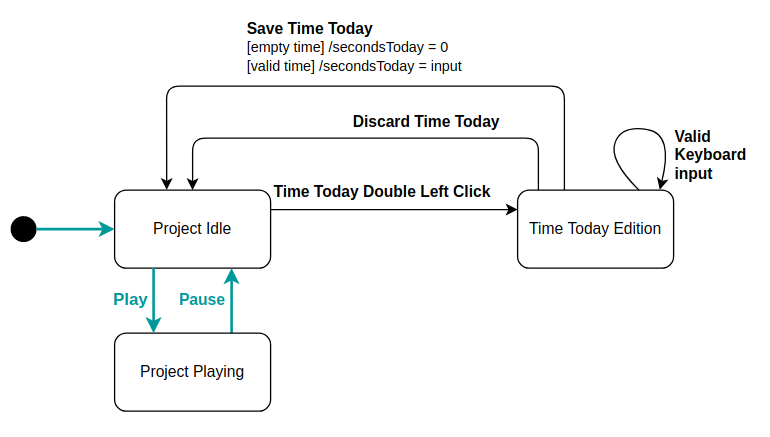 Save Time Today
[empty time] /secondsToday = 0
[valid time] /secondsToday = input
Discard Time Today
Valid
Keyboard
input
Time Today Double Left Click
Project Idle
Time Today Edition
Play
Pause
Project Playing